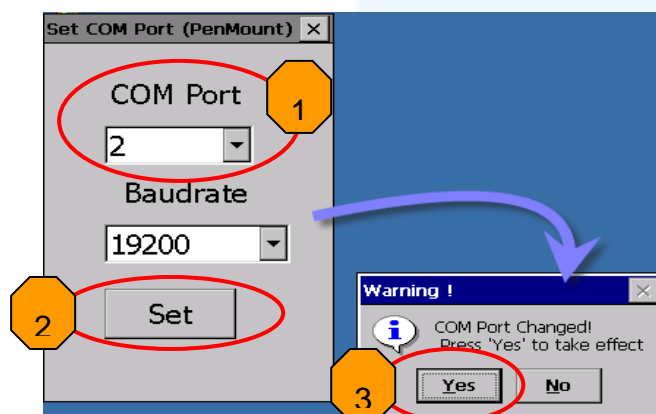 Set COM Port (PenMount)
COM Port
1
2
Baudrate
19200
2
Set
Warning !
COM Port Changed!
Press 'Yes' to take effect
3
Yes
No